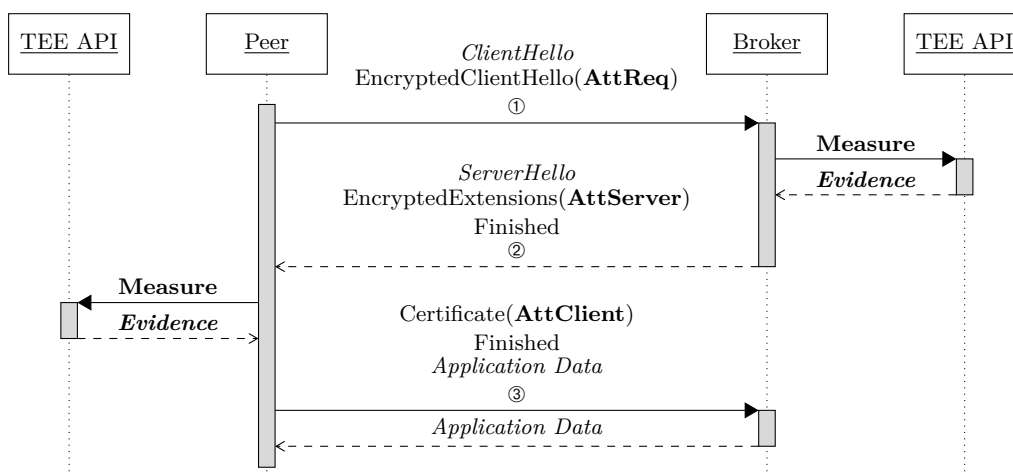 TEE API
Peer
Broker
TEE API
ClientHello
EncryptedClientHello(AttReq)
①
Measure
Evidence
ServerHello
EncryptedExtensions(AttServer)
Finished
②
Measure
Evidence
Certificate(AttClient)
Finished
Application Data
③
Application Data